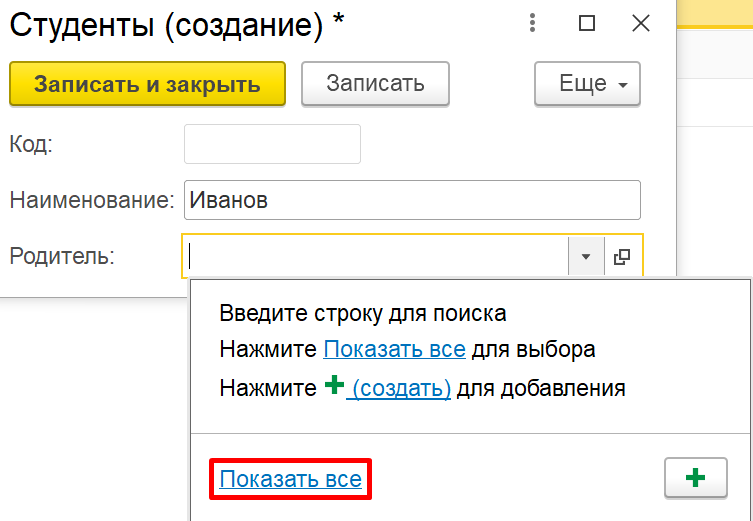 Студенты (создание) *
Записать и закрыть Записать Еще
Код:
Наименование: Иванов
Родитель:
Введите строку для поиска
Нажмите Показать все для выбора
Нажмите + (создать) для добавления
Показать все +